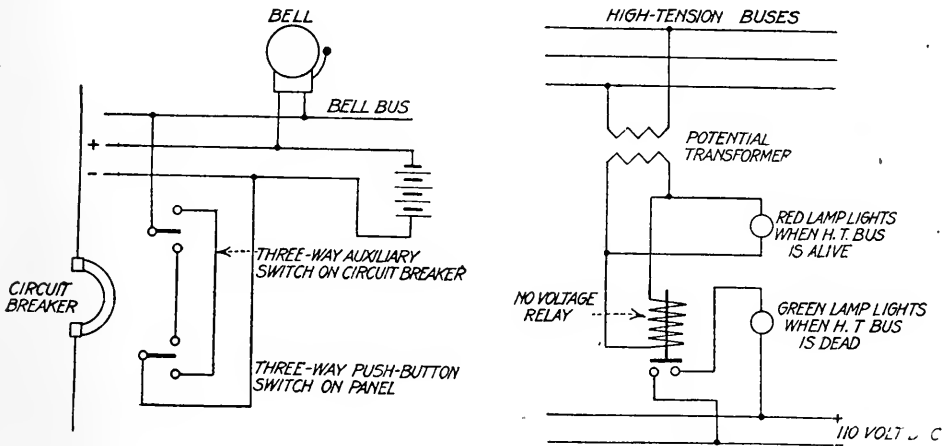 BELL
BELL BUS
+
-
THREE-WAY AUXILIARY
SWITCH ON CIRCUIT BREAKER
CIRCUIT
BREAKER
THREE-WAY PUSH-BUTTON
SWITCH ON PANEL
HIGH-TENSION BUSES
POTENTIAL
TRANSFORMER
RED LAMP LIGHTS
WHEN H.T. BUS
IS ALIVE
NO VOLTAGE
RELAY
GREEN LAMP LIGHTS
WHEN H.T BUS
IS DEAD
+
-
110 VOLT